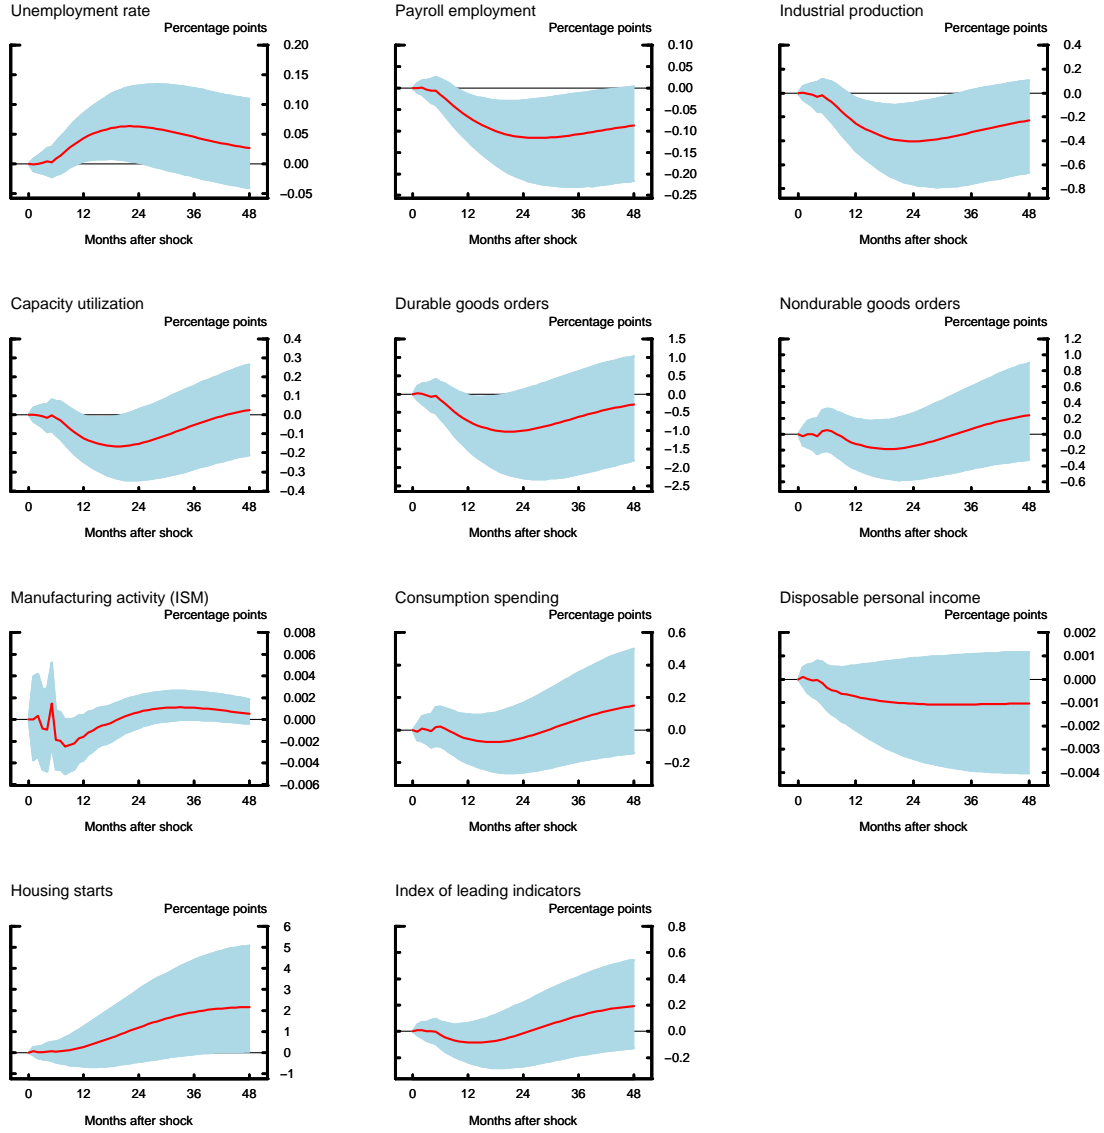 Unemployment rate
Percentage points
0.20
0.15
0.10
0.05
0.00
−0.05
0 12 24 36 48
Months after shock
Payroll employment
Percentage points
0.10
0.05
0.00
−0.05
−0.10
−0.15
−0.20
−0.25
0 12 24 36 48
Months after shock
Industrial production
Percentage points
0.4
0.2
0.0
−0.2
−0.4
−0.6
−0.8
0 12 24 36 48
Months after shock
Capacity utilization
Percentage points
0.4
0.3
0.2
0.1
0.0
−0.1
−0.2
−0.3
−0.4
0 12 24 36 48
Months after shock
Durable goods orders
Percentage points
1.5
1.0
0.5
0.0
−0.5
−1.0
−1.5
−2.0
−2.5
0 12 24 36 48
Months after shock
Nondurable goods orders
Percentage points
1.2
1.0
0.8
0.6
0.4
0.2
0.0
−0.2
−0.4
−0.6
0 12 24 36 48
Months after shock
Manufacturing activity (ISM)
Percentage points
0.008
0.006
0.004
0.002
0.000
−0.002
−0.004
−0.006
0 12 24 36 48
Months after shock
Consumption spending
Percentage points
0.6
0.4
0.2
0.0
−0.2
0 12 24 36 48
Months after shock
Disposable personal income
Percentage points
0.002
0.001
0.000
−0.001
−0.002
−0.003
−0.004
0 12 24 36 48
Months after shock
Housing starts
Percentage points
6
5
4
3
2
1
0
−1
0 12 24 36 48
Months after shock
Index of leading indicators
Percentage points
0.8
0.6
0.4
0.2
0.0
−0.2
0 12 24 36 48
Months after shock